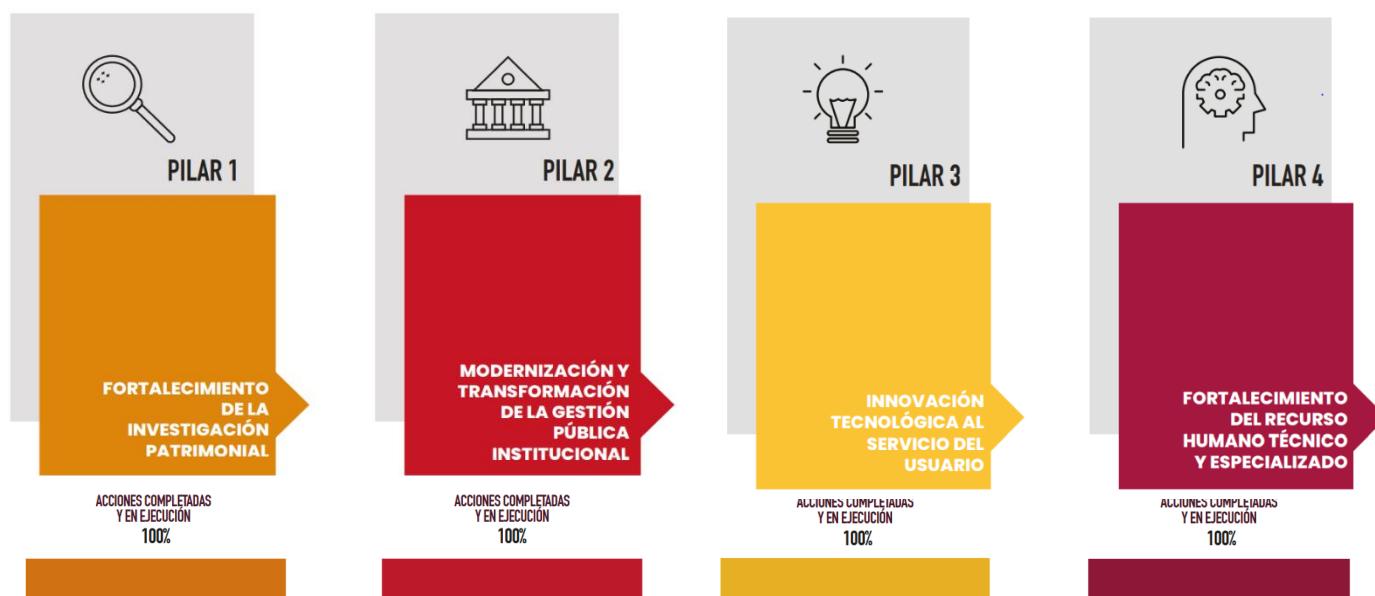 PILAR 1
FORTALECIMIENTO
DE LA
INVESTIGACIÓN
PATRIMONIAL
ACCIONES COMPLETADAS
Y EN EJECUCIÓN
100%
PILAR 2
MODERNIZACIÓN Y
TRANSFORMACIÓN
DE LA GESTIÓN
PÚBLICA
INSTITUCIONAL
ACCIONES COMPLETADAS
Y EN EJECUCIÓN
100%
PILAR 3
INNOVACIÓN
TECNOLÓGICA AL
SERVICIO DEL
USUARIO
ACCIONES COMPLETADAS
Y EN EJECUCIÓN
100%
PILAR 4
FORTALECIMIENTO
DEL RECURSO
HUMANO TÉCNICO
Y ESPECIALIZADO
ACCIONES COMPLETADAS
Y EN EJECUCIÓN
100%